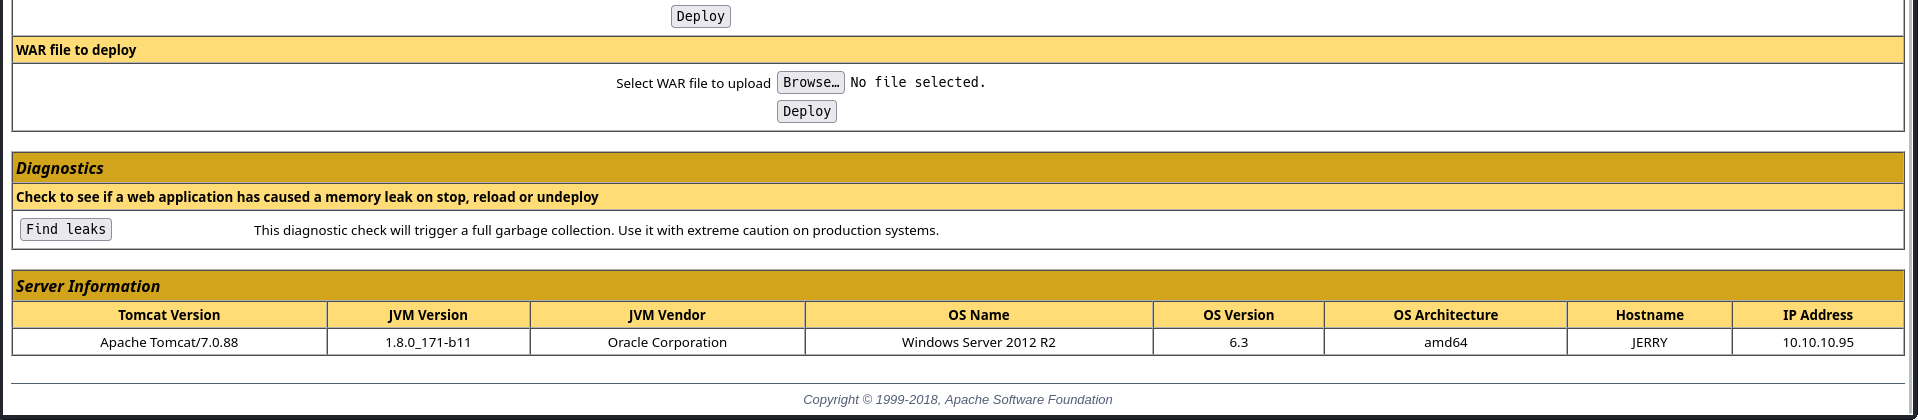 Deploy
WAR file to deploy
Select WAR file to upload Browse… No file selected.
Deploy
Diagnostics
Check to see if a web application has caused a memory leak on stop, reload or undeploy
Find leaks This diagnostic check will trigger a full garbage collection. Use it with extreme caution on production systems.
Server Information
Tomcat Version JVM Version JVM Vendor OS Name OS Version OS Architecture Hostname IP Address
Apache Tomcat/7.0.88 1.8.0_171-b11 Oracle Corporation Windows Server 2012 R2 6.3 amd64 JERRY 10.10.10.95
Copyright © 1999-2018, Apache Software Foundation